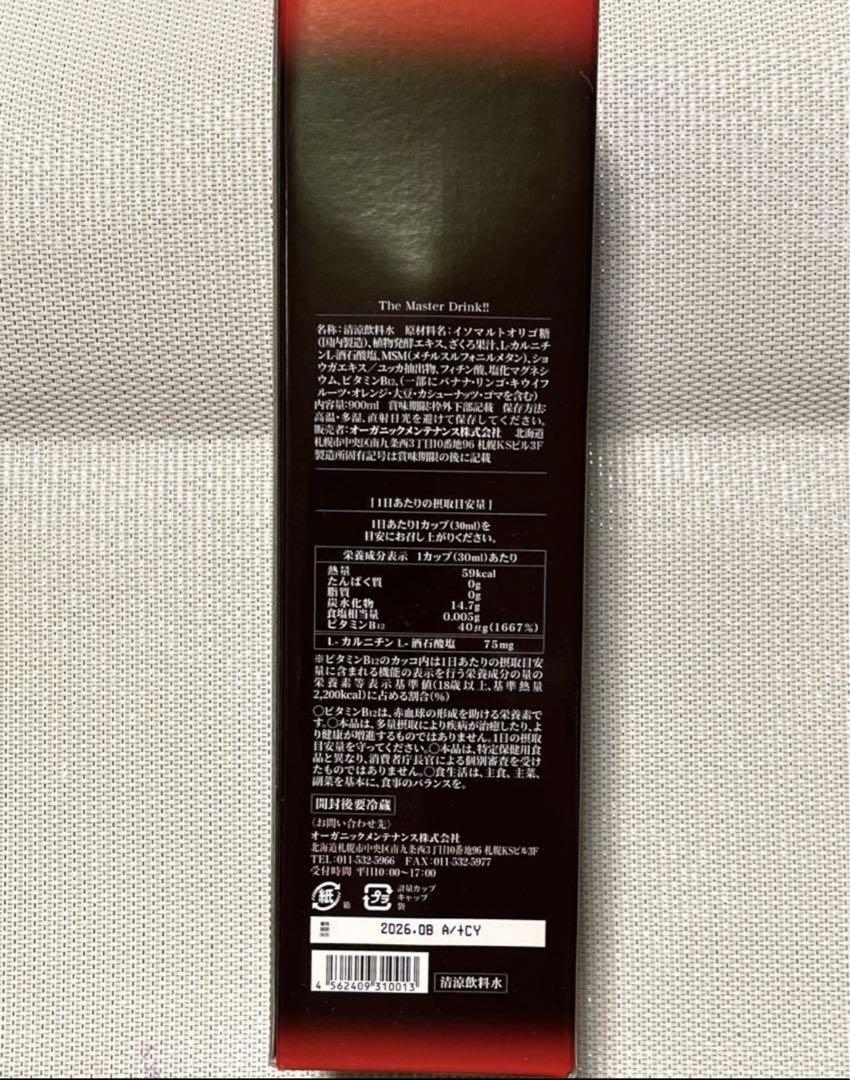 The Master Drink!!
名称:清涼飲料水 原材料名:イソマルトオリゴ糖
(国内製造)、植物発酵エキス、ざくろ果汁、L-カルニチ
ンL-酒石酸塩、MSM(メチルスルフォニルメタン)、ショ
ウガエキス/ユッカ抽出物、フィチン酸、塩化マグネシ
ウム、ビタミンB12、(一部にバナナ・リンゴ・キウイフ
ルーツ・オレンジ・大豆・カシューナッツ・ゴマを含む)
内容量:900ml 賞味期限:枠外下部記載 保存方法:
高温・多湿、直射日光を避けて保存してください。
販売者:オーガニックメンテナンス株式会社 北海道
札幌市中央区南九条西3丁目10番地96 札幌KSビル3F
製造所固有記号は賞味期限の後に記載
[1日あたりの摂取目安量]
1日あたり1カップ(30ml)を
目安にお召し上がりください。
栄養成分表示 1カップ(30ml)あたり
熱量 59kcal
たんぱく質 0g
脂質 0g
炭水化物 14.7g
食塩相当量 0.005g
ビタミンB12 40μg(1667%)
L-カルニチン L-酒石酸塩 75mg
※ビタミンB12のカッコ内は1日あたりの摂取目安
量に含まれる機能の表示を行う栄養成分の量の
栄養素等表示基準値(18歳以上、基準熱量
2,200kcal)に占める割合(%)
○ビタミンB12は、赤血球の形成を助ける栄養素で
す。○本品は、多量摂取により疾病が治癒したり、よ
り健康が増進するものではありません。1日の摂取
目安量を守ってください。○本品は、特定保健用食
品と異なり、消費者庁長官による個別審査を受け
たものではありません。○食生活は、主食、主菜、
副菜を基本に、食事のバランスを。
開封後要冷蔵
〈お問い合わせ先〉
オーガニックメンテナンス株式会社
北海道札幌市中央区南九条西3丁目10番地96 札幌KSビル3F
TEL:011-532-5966 FAX:011-532-5977
受付時間 平日10:00~17:00
紙 箱 プラ 計量カップ
キャップ
袋
賞味
期限 2026.08 A/+CY
4 562409 310013 清涼飲料水